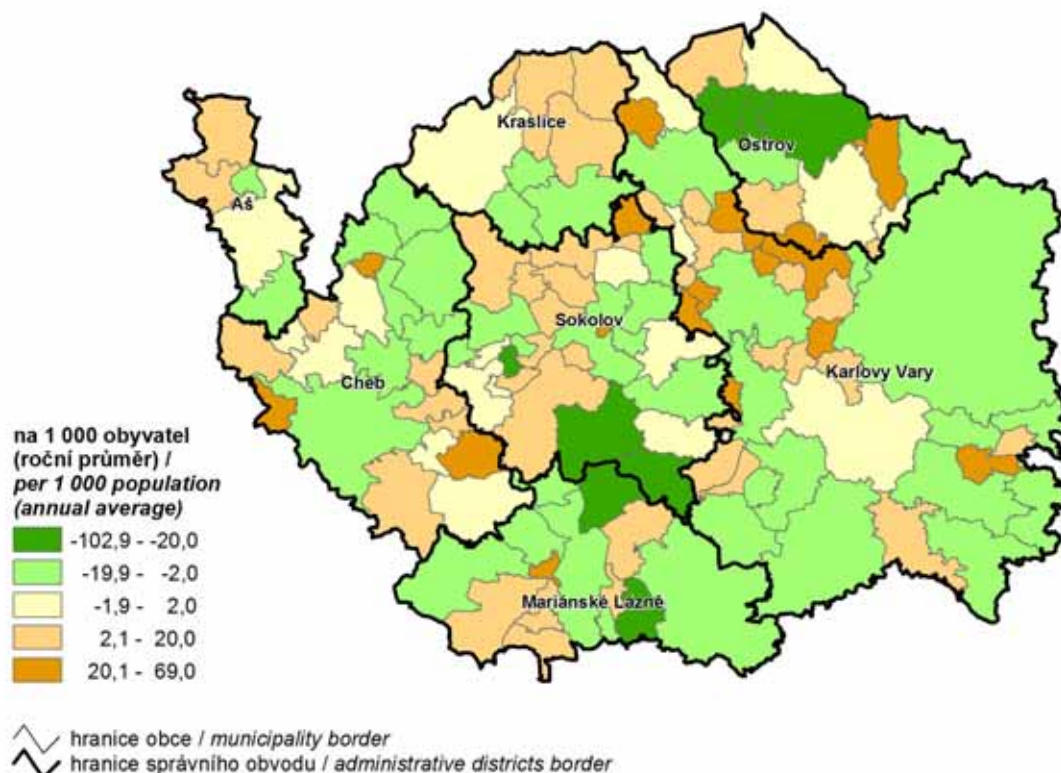 Kraslice
Ostrov
Aš
Sokolov
Cheb
Karlovy Vary
Mariánské Lázně
na 1 000 obyvatel
(roční průměr) /
per 1 000 population
(annual average)
-102,9 - -20,0
-19,9 - -2,0
-1,9 - 2,0
2,1 - 20,0
20,1 - 69,0
hranice obce / municipality border
hranice správního obvodu / administrative districts border